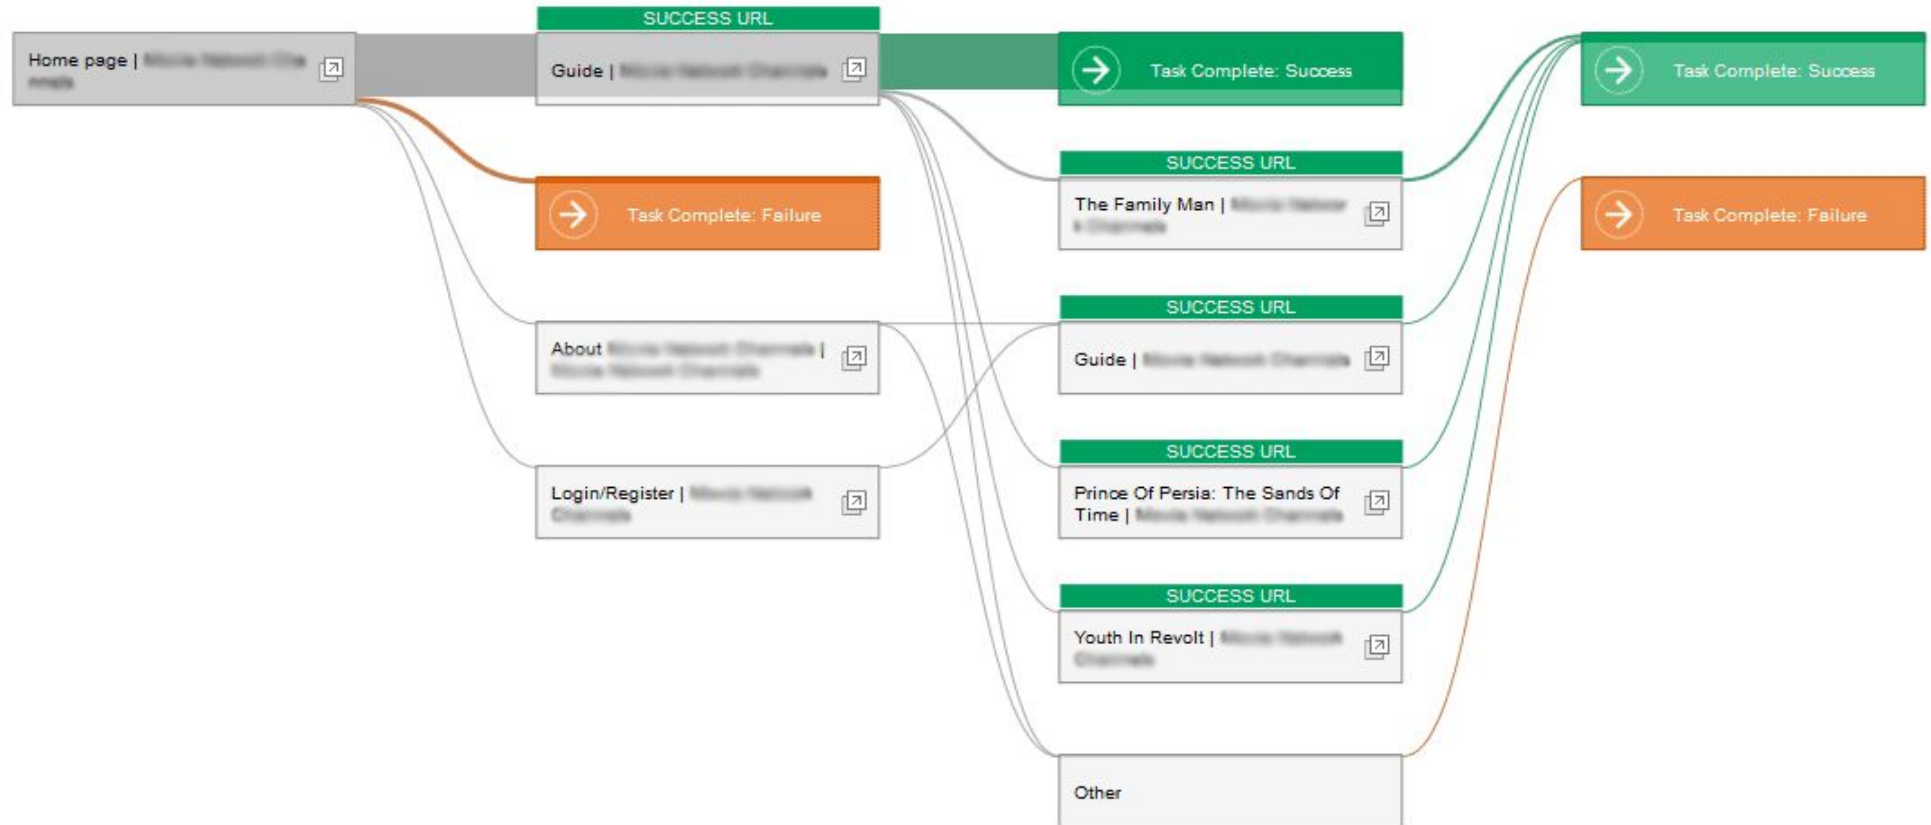 SUCCESS URL
Home page |
Guide |
Task Complete: Success
Task Complete: Success
Task Complete: Failure
SUCCESS URL
The Family Man |
Task Complete: Failure
About |
SUCCESS URL
Guide |
Login/Register |
SUCCESS URL
Prince Of Persia: The Sands Of
Time |
SUCCESS URL
Youth In Revolt |
Other